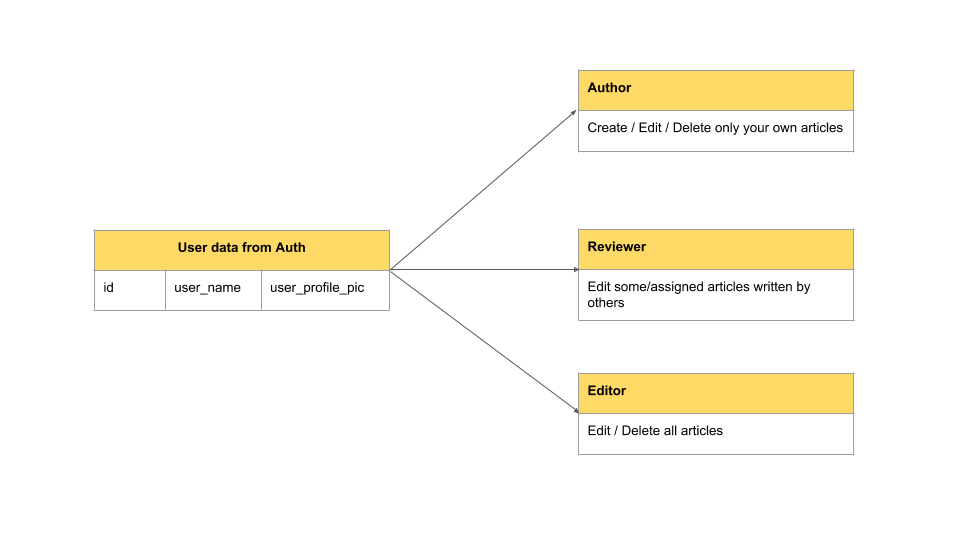 Author
Create / Edit / Delete only your own articles
User data from Auth
id user_name user_profile_pic
Reviewer
Edit some/assigned articles written by
others
Editor
Edit / Delete all articles